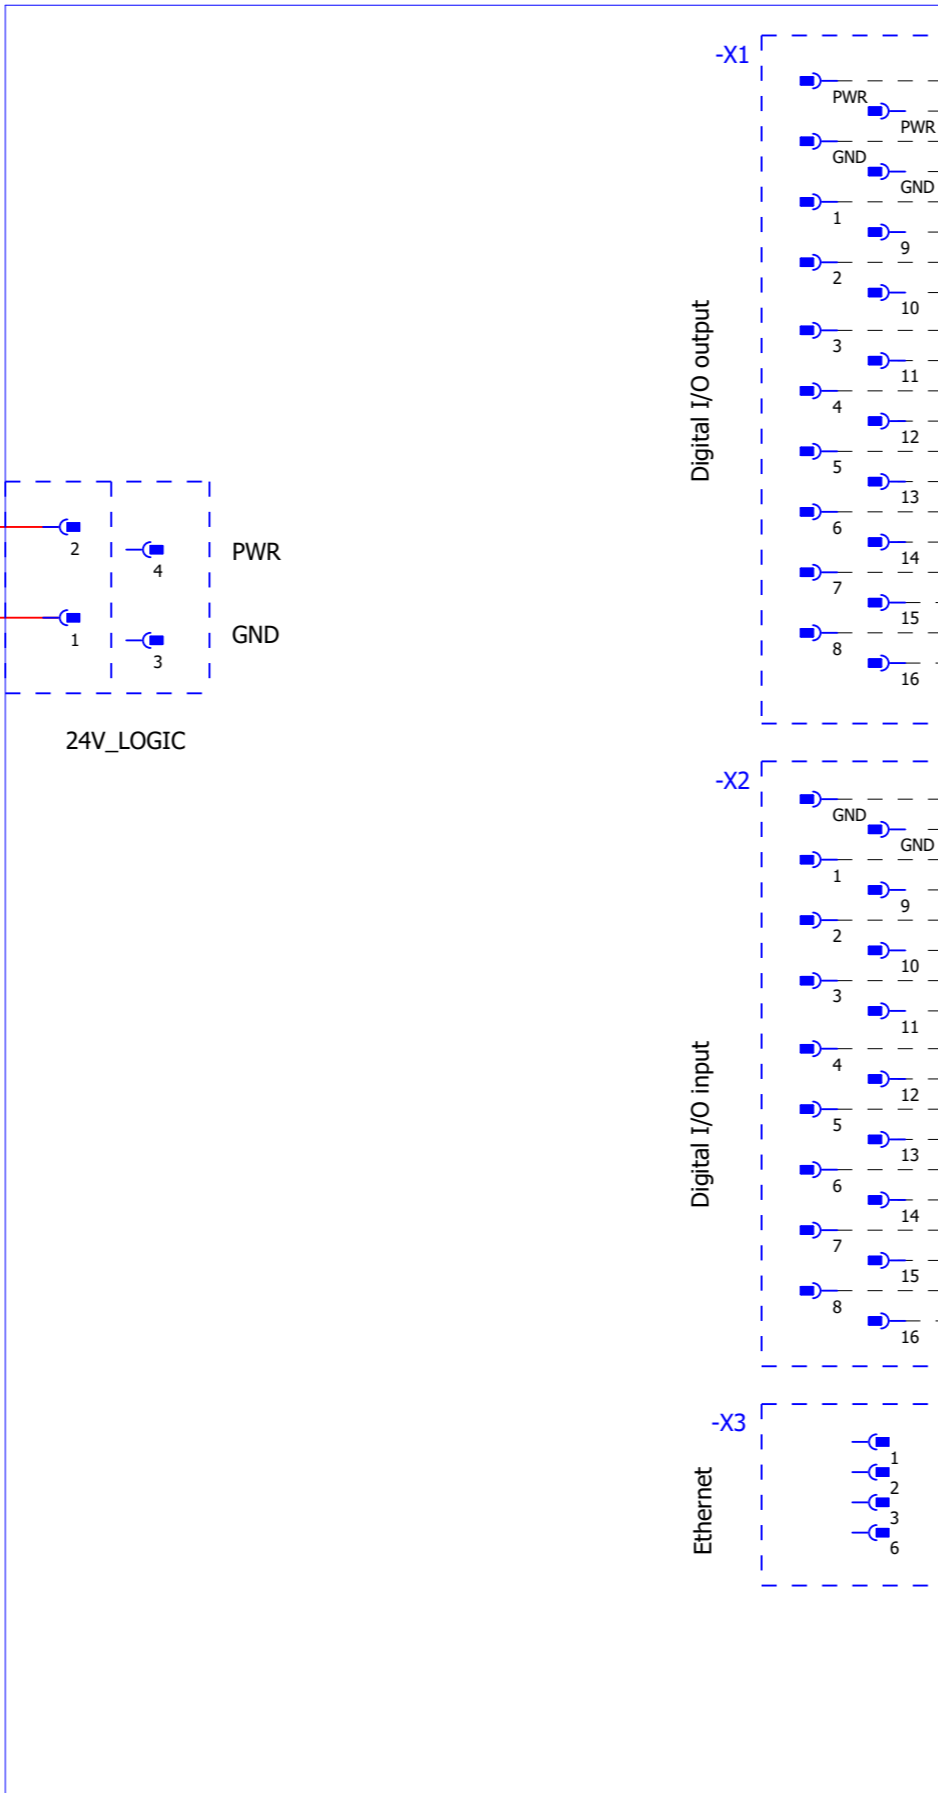 2
1
4
3
PWR
GND
24V_LOGIC
-X1
Digital I/O output
PWR
PWR
GND
GND
1
9
2
10
3
11
4
12
5
13
6
14
7
15
8
16
-X2
Digital I/O input
GND
GND
1
9
2
10
3
11
4
12
5
13
6
14
7
15
8
16
-X3
Ethernet
1
2
3
6